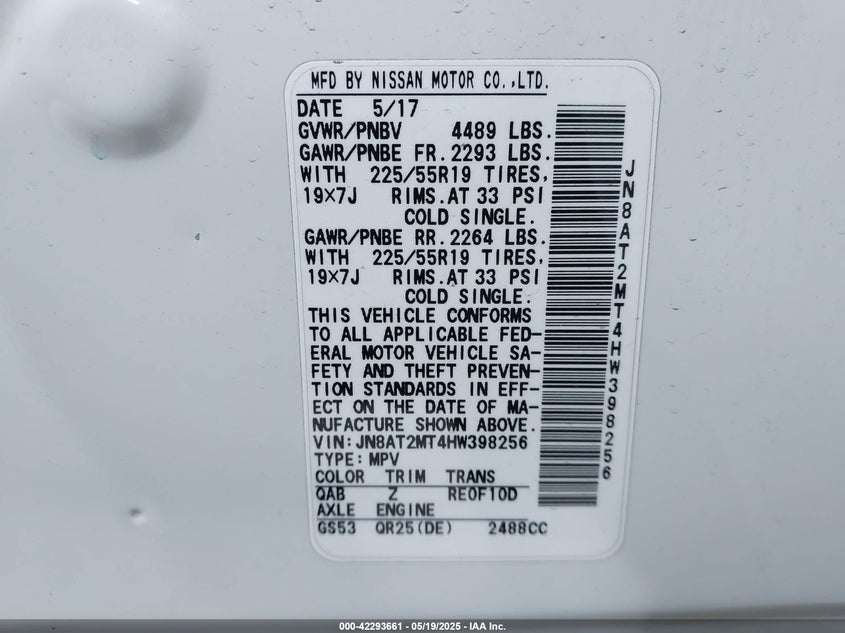 MFD BY NISSAN MOTOR CO.,LTD.
DATE 5/17
GVWR/PNBV 4489 LBS.
GAWR/PNBE FR. 2293 LBS.
WITH 225/55R19 TIRES,
19×7J RIMS. AT 33 PSI
COLD SINGLE.
GAWR/PNBE RR. 2264 LBS.
WITH 225/55R19 TIRES,
19×7J RIMS. AT 33 PSI
COLD SINGLE.
THIS VEHICLE CONFORMS
TO ALL APPLICABLE FED-
ERAL MOTOR VEHICLE SA-
FETY AND THEFT PREVEN-
TION STANDARDS IN EFF-
ECT ON THE DATE OF MA-
NUFACTURE SHOWN ABOVE.
VIN: JN8AT2MT4HW398256
TYPE: MPV
COLOR TRIM TRANS
QAB Z RE0F10D
AXLE ENGINE
GS53 QR25(DE) 2488CC
JN8AT2MT4HW398256
000-42293661 - 05/19/2025 - IAA Inc.